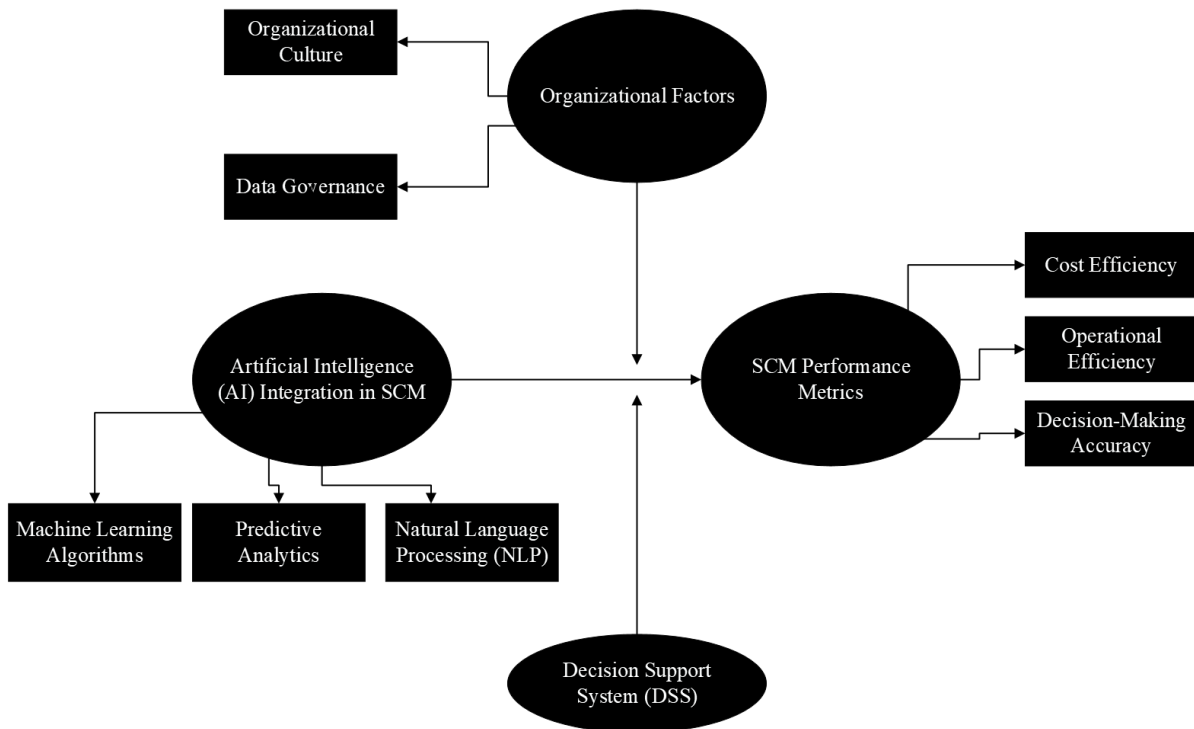 Organizational
Culture
Organizational Factors
Data Governance
Cost Efficiency
Operational
Efficiency
Decision-Making
Accuracy
SCM Performance
Metrics
Artificial Intelligence
(AI) Integration in SCM
Machine Learning
Algorithms
Predictive
Analytics
Natural Language
Processing (NLP)
Decision Support
System (DSS)